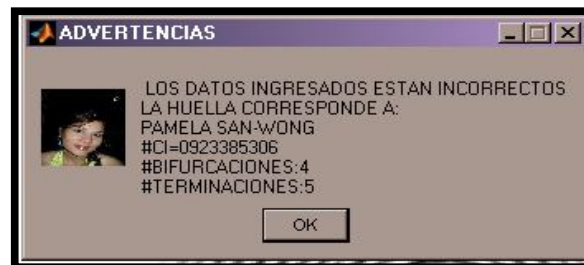 ADVERTENCIAS
LOS DATOS INGRESADOS ESTAN INCORRECTOS
LA HUELLA CORRESPONDE A:
PAMELA SAN-WONG
#CI=0923385306
#BIFURCACIONES:4
#TERMINACIONES:5
OK